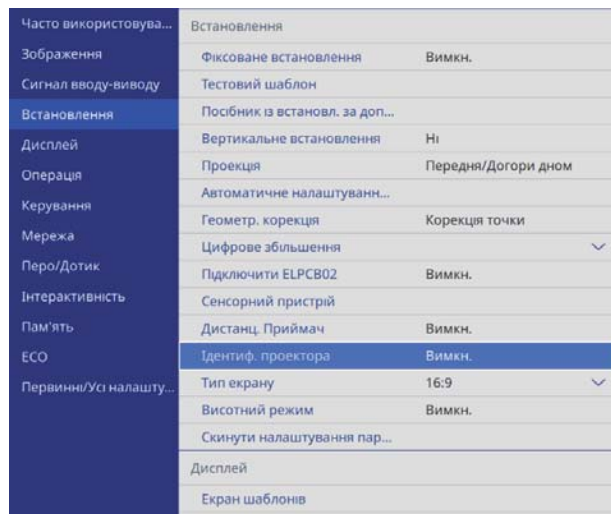 Часто використовува...
Зображення
Сигнал вводу-виводу
Встановлення
Дисплей
Операція
Керування
Мережа
Перо/Дотик
Інтерактивність
Пам'ять
ECO
Первинні/Усі налашту...
Встановлення
Фіксоване встановлення Вимкн.
Тестовий шаблон
Посібник із встановл. за доп...
Вертикальне встановлення Ні
Проекція Передня/Догори дном
Автоматичне налаштуванн...
Геометр. корекція Корекція точки
Цифрове збільшення
Підключити ELPCB02 Вимкн.
Сенсорний пристрій
Дистанц. Приймач Вимкн.
Ідентиф. проектора Вимкн.
Тип екрану 16:9
Висотний режим Вимкн.
Скинути налаштування пар...
Дисплей
Екран шаблонів